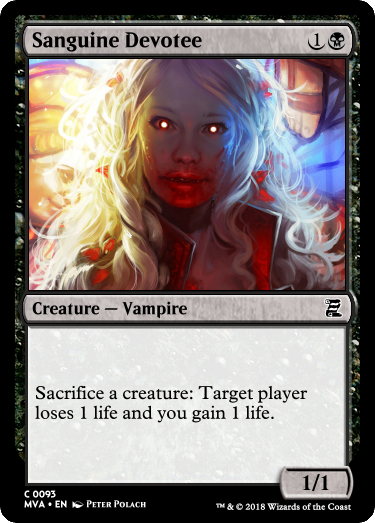 Sanguine Devotee 1
Creature — Vampire
Sacrifice a creature: Target player
loses 1 life and you gain 1 life.
1/1
C 0093
MVA • EN PETER POLACH
™ & © 2018 Wizards of the Coast